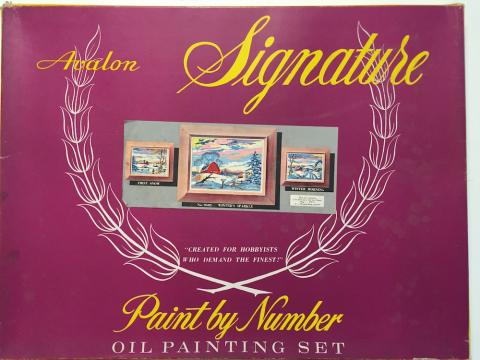 Avalon
Signature
FIRST SNOW
WINTER'S SPARKLE
WINTER MORNING
"CREATED FOR HOBBYISTS
WHO DEMAND THE FINEST!"
Paint by Number
OIL PAINTING SET